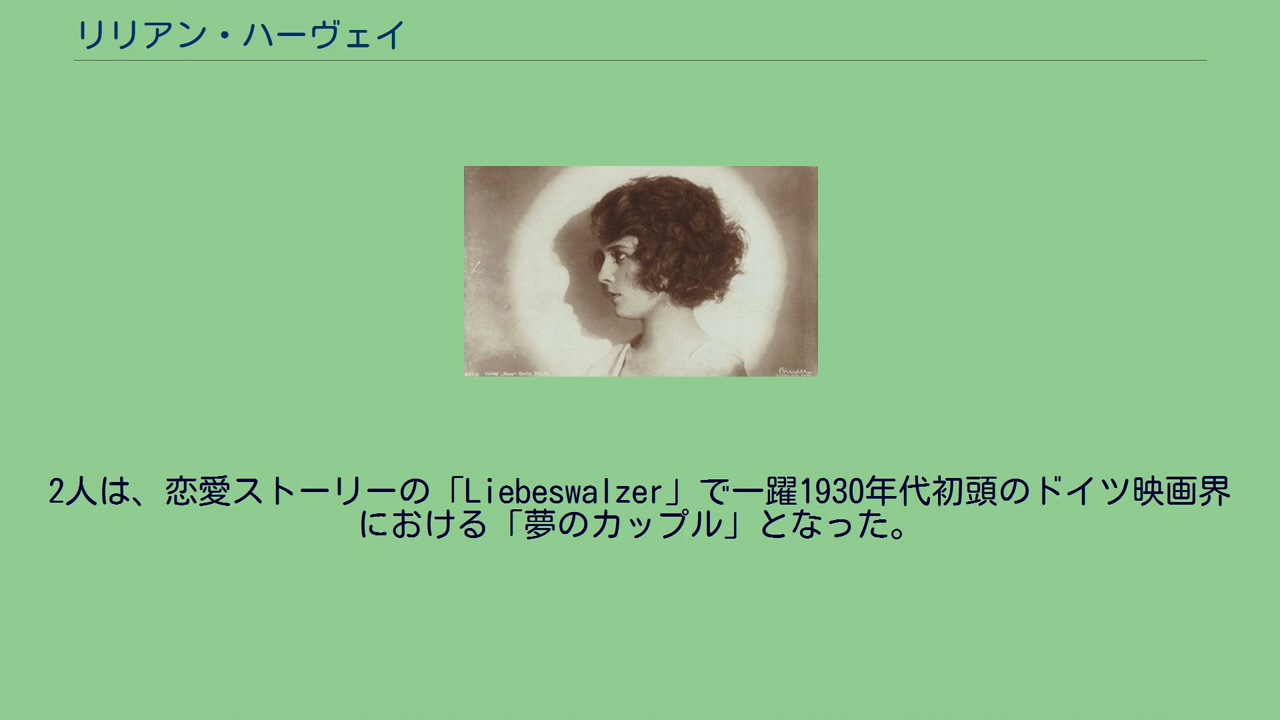 リリアン・ハーヴェイ
2人は、恋愛ストーリーの「Liebeswalzer」で一躍1930年代初頭のドイツ映画界
における「夢のカップル」となった。